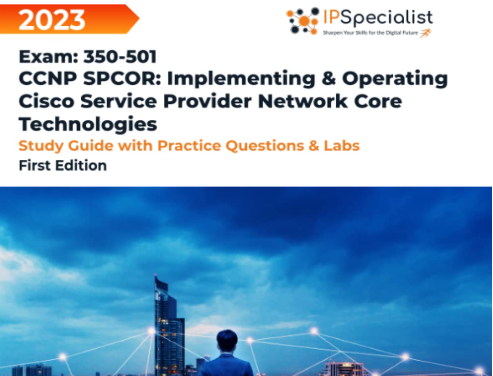 2023
IPSpecialist
Sharpen Your Skills for the Digital Future
Exam: 350-501
CCNP SPCOR: Implementing & Operating
Cisco Service Provider Network Core
Technologies
Study Guide with Practice Questions & Labs
First Edition